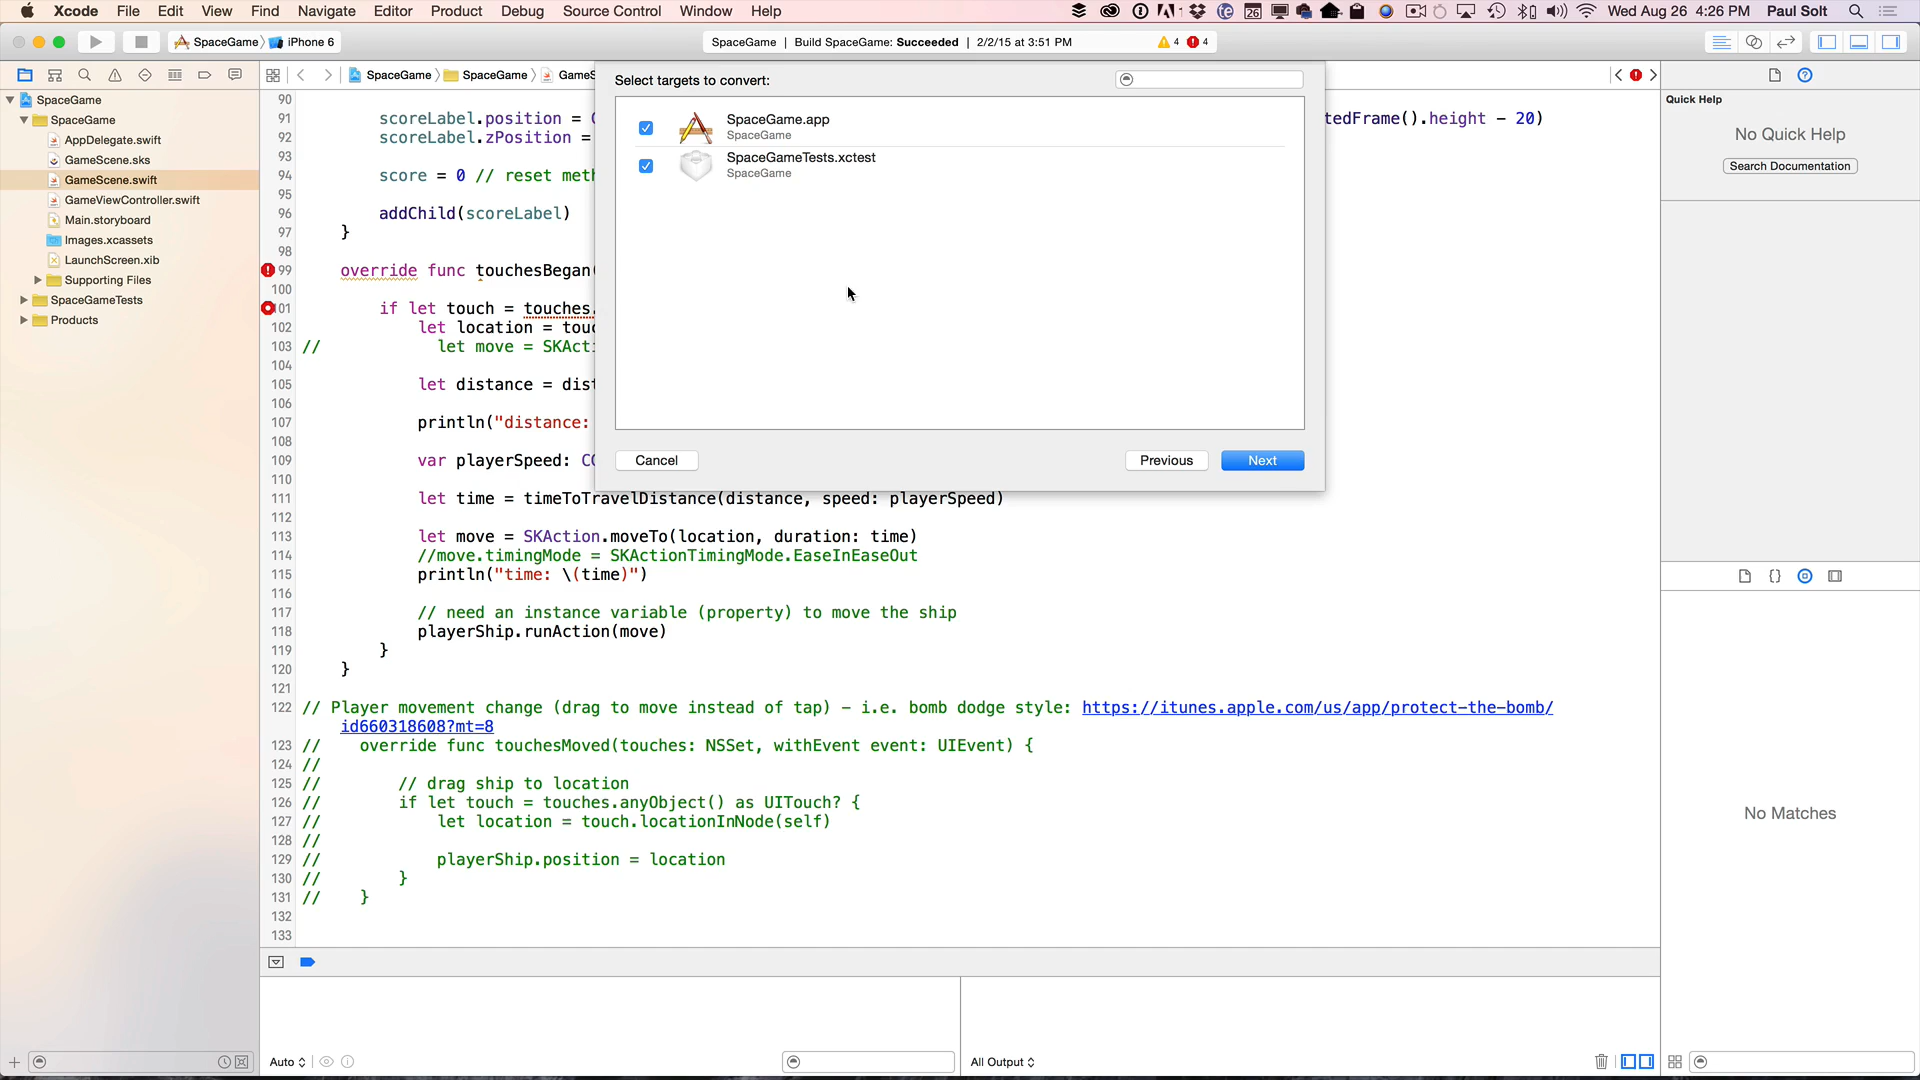 Xcode File Edit View Find Navigate Editor Product Debug Source Control Window Help
1 26 Wed Aug 26 4:26 PM Paul Solt
SpaceGame iPhone 6
SpaceGame | Build SpaceGame: Succeeded | 2/2/15 at 3:51 PM 4 4
SpaceGame SpaceGame GameS
Select targets to convert:
SpaceGame.app
SpaceGame
SpaceGameTests.xctest
SpaceGame
Cancel Previous Next
SpaceGame
SpaceGame
AppDelegate.swift
GameScene.sks
GameScene.swift
GameViewController.swift
Main.storyboard
Images.xcassets
LaunchScreen.xib
Supporting Files
SpaceGameTests
Products
90
91 scoreLabel.position = tedFrame().height - 20)
92 scoreLabel.zPosition =
93
94 score = 0 // reset meth
95
96 addChild(scoreLabel)
97 }
98
99 override func touchesBegan(
100
101 if let touch = touches.
102 let location = touc
103 // let move = SKActi
104
105 let distance = dist
106
107 println("distance:
108
109 var playerSpeed: CG
110
111 let time = timeToTravelDistance(distance, speed: playerSpeed)
112
113 let move = SKAction.moveTo(location, duration: time)
114 //move.timingMode = SKActionTimingMode.EaseInEaseOut
115 println("time: \(time)")
116
117 // need an instance variable (property) to move the ship
118 playerShip.runAction(move)
119 }
120 }
121
122 // Player movement change (drag to move instead of tap) - i.e. bomb dodge style: https://itunes.apple.com/us/app/protect-the-bomb/
id660318608?mt=8
123 // override func touchesMoved(touches: NSSet, withEvent event: UIEvent) {
124 //
125 // // drag ship to location
126 // if let touch = touches.anyObject() as UITouch? {
127 // let location = touch.locationInNode(self)
128 //
129 // playerShip.position = location
130 // }
131 // }
132
133
Quick Help
No Quick Help
Search Documentation
No Matches
Auto
All Output